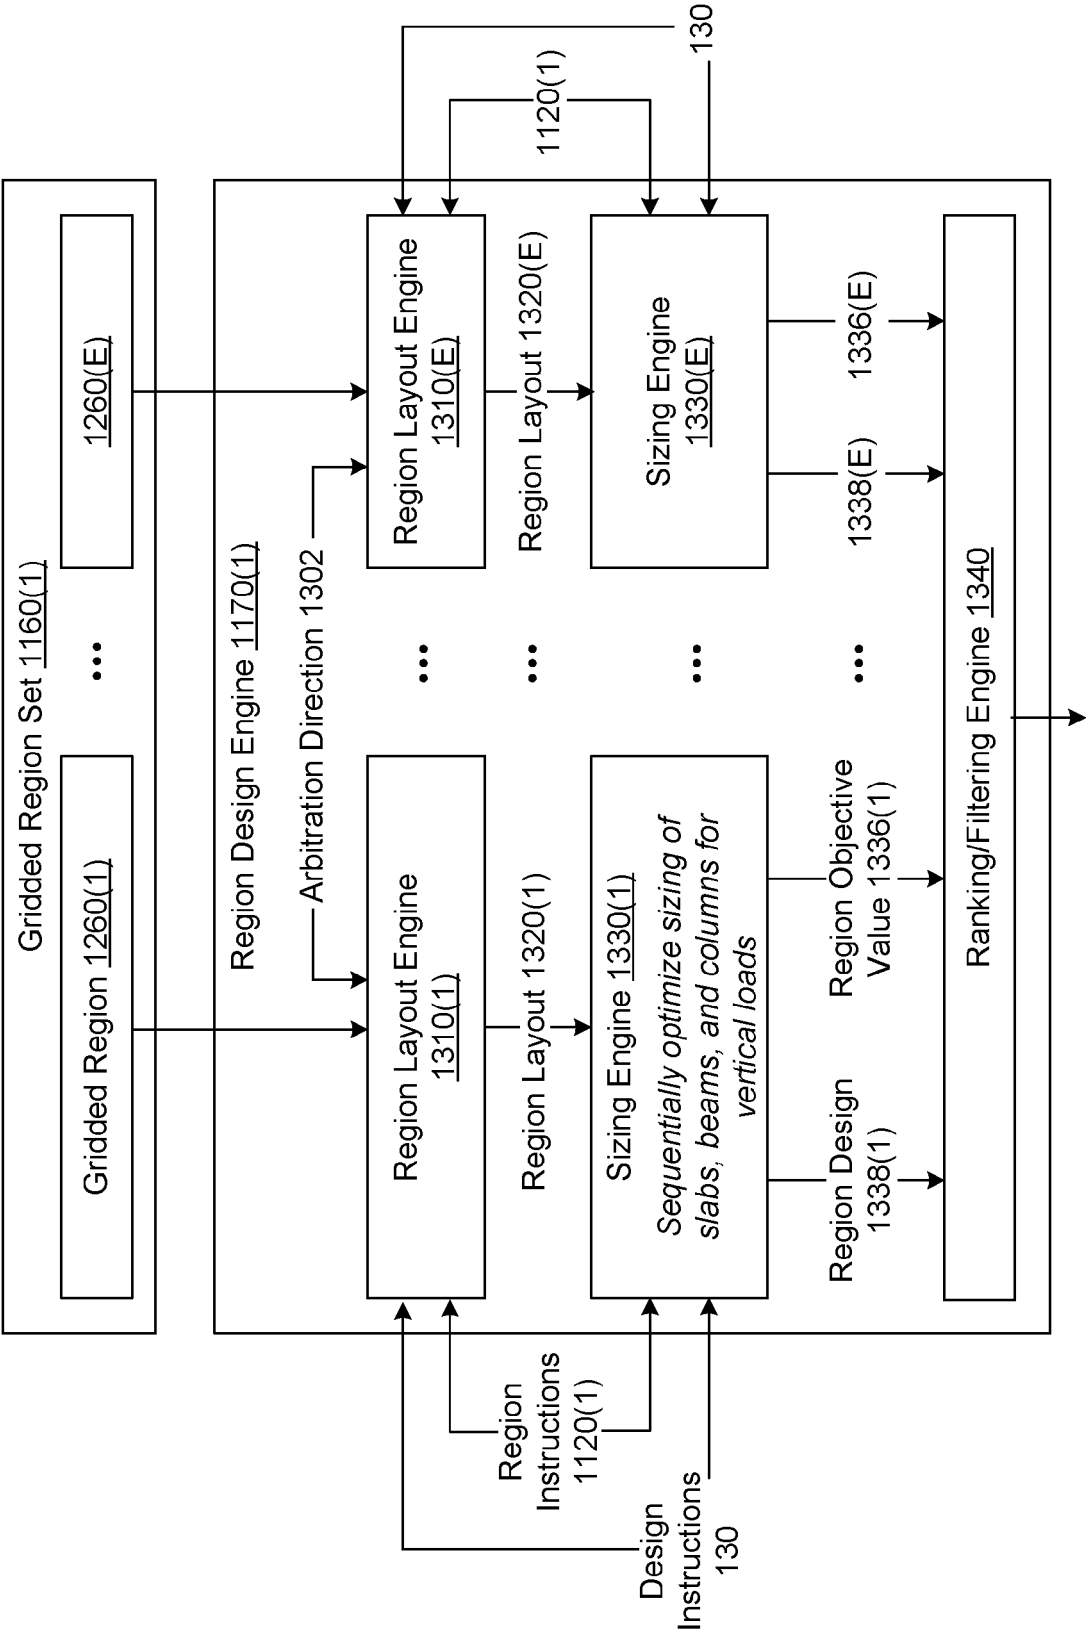 Gridded Region Set 1160(1)
Gridded Region 1260(1)
...
1260(E)
Region Design Engine 1170(1)
Arbitration Direction 1302
Region Layout Engine
1310(1)
...
Region Layout Engine
1310(E)
Region Layout 1320(1)
...
Region Layout 1320(E)
Sizing Engine 1330(1)
Sequentially optimize sizing of
slabs, beams, and columns for
vertical loads
...
Sizing Engine
1330(E)
Region Design
1338(1)
Region Objective
Value 1336(1)
...
1338(E)
1336(E)
Ranking/Filtering Engine 1340
Region
Instructions
1120(1)
Design
Instructions
130
1120(1)
130